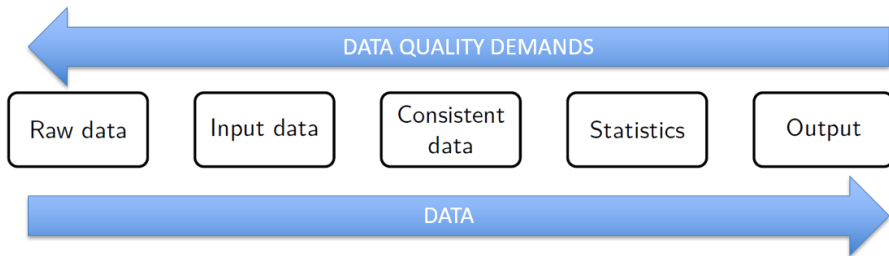 DATA QUALITY DEMANDS
Raw data
Input data
Consistent
data
Statistics
Output
DATA